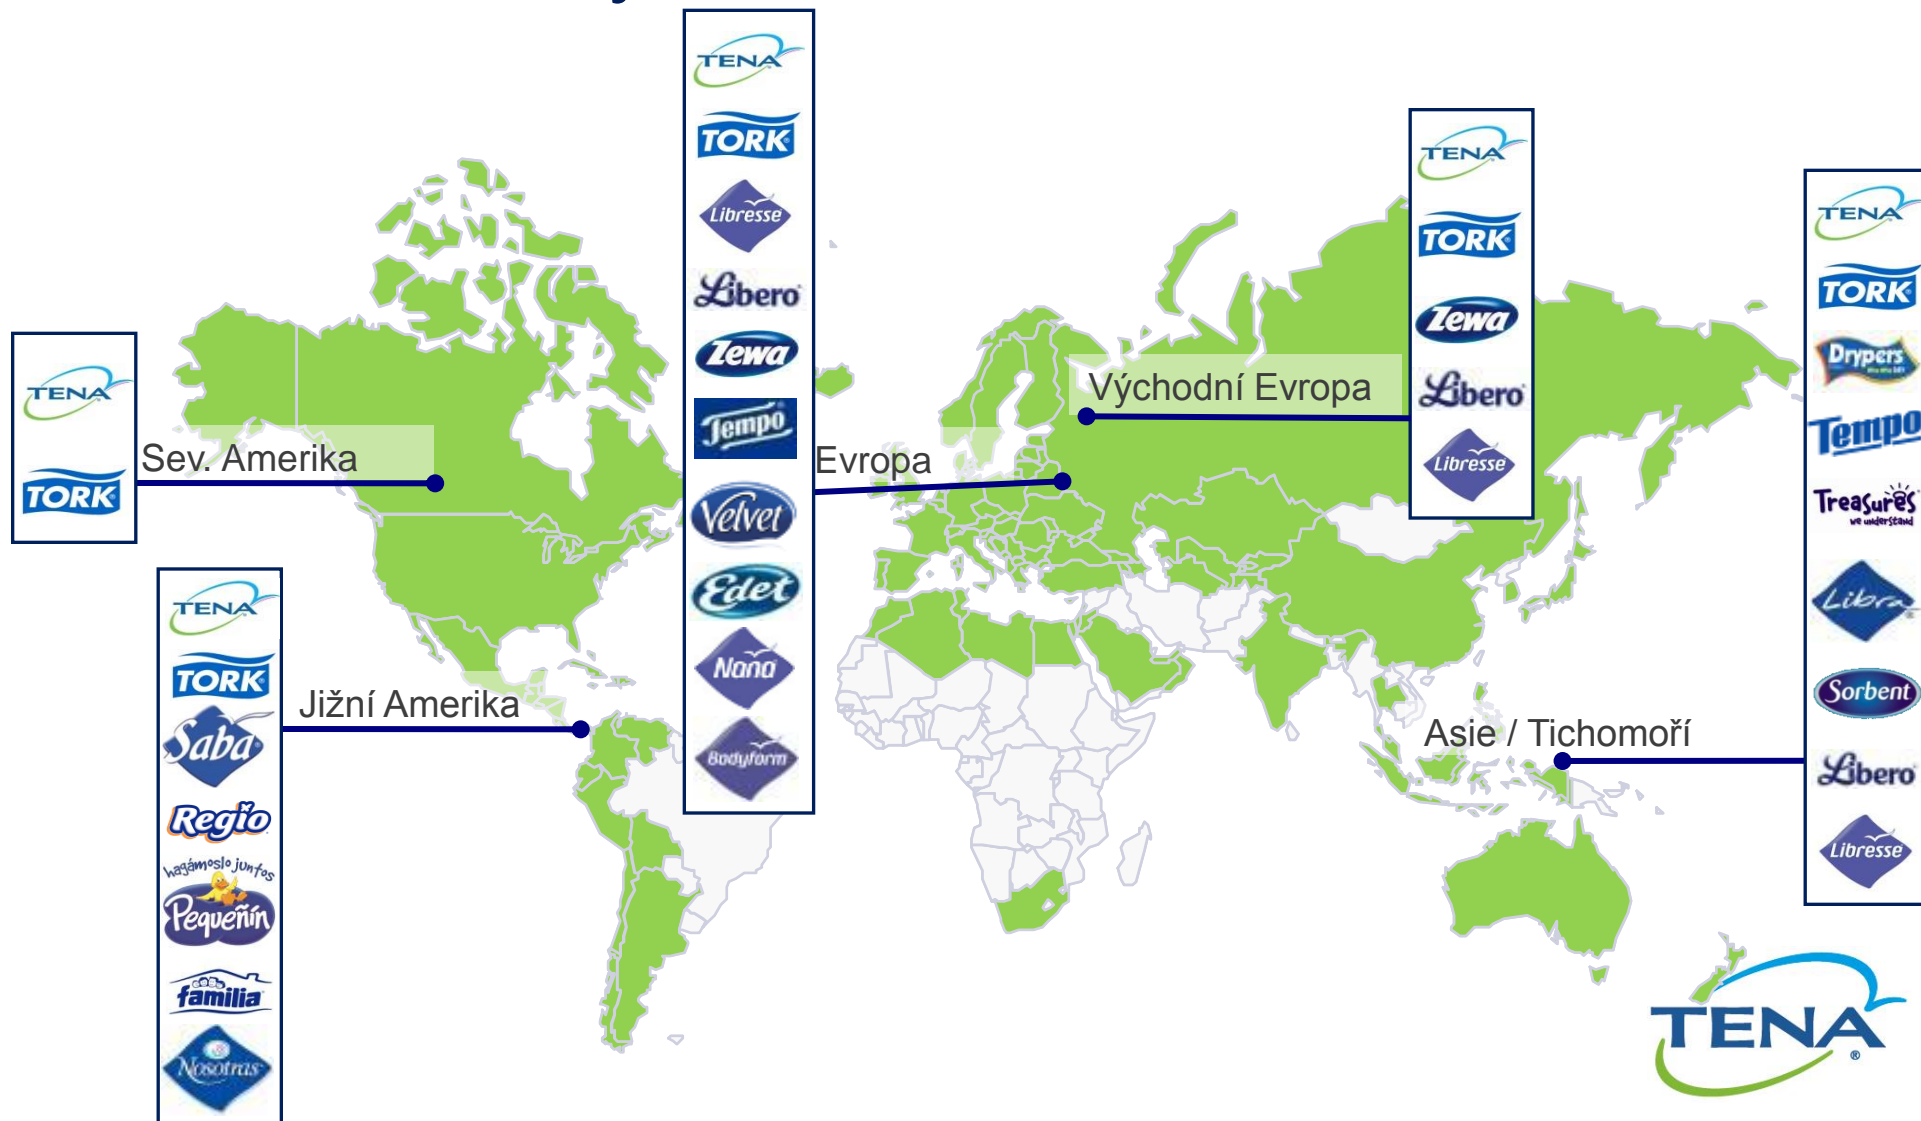 TENA
TORK
Sev. Amerika
TENA
TORK
Saba
Regio
hagámoslo juntos
Pequeñín
familia
Nosotras
Jižní Amerika
TENA
TORK
Libresse
Libero
Zewa
Tempo
Velvet
Edet
Nana
Bodyform
Evropa
TENA
TORK
Zewa
Libero
Libresse
Východní Evropa
TENA
TORK
Drypers
Tempo
Treasures
we understand
Libra
Sorbent
Libero
Libresse
Asie / Tichomoří
TENA